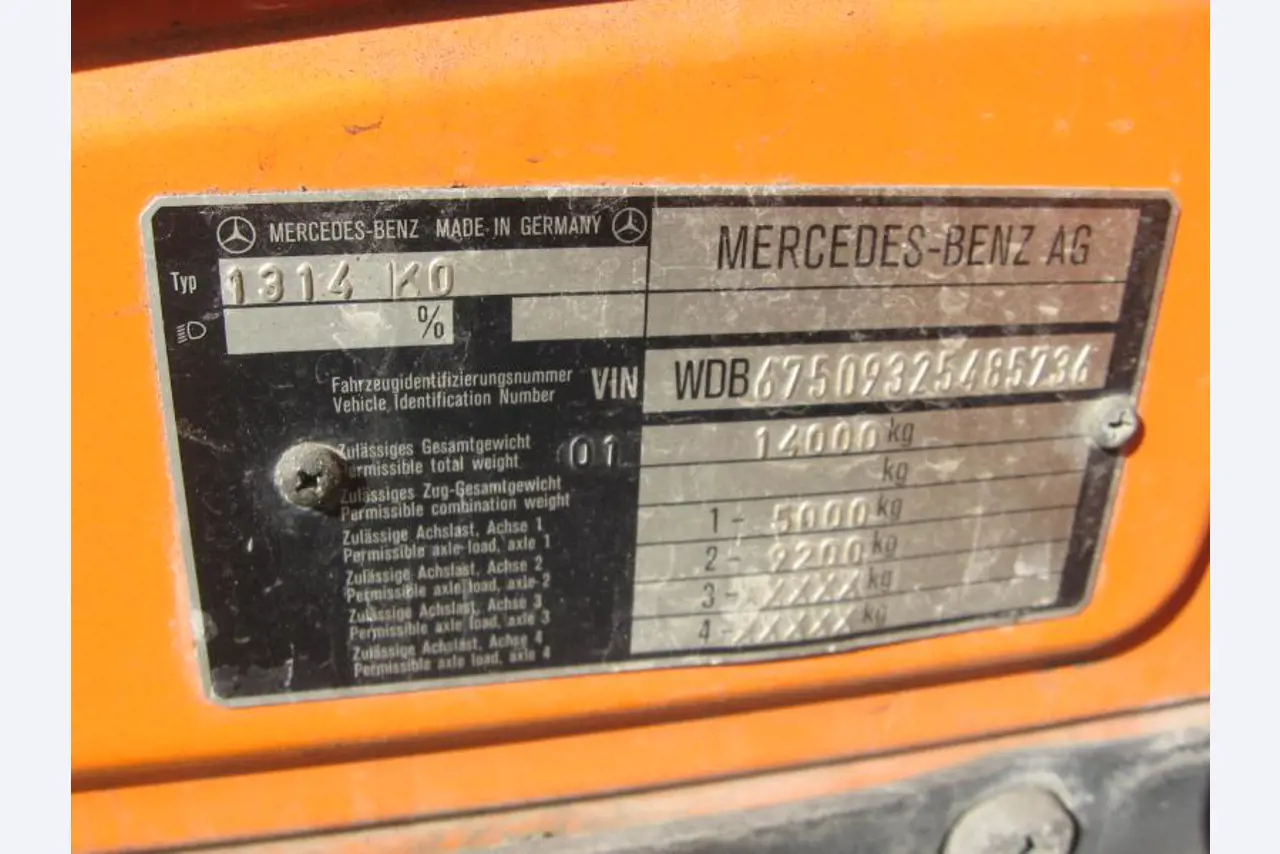 MERCEDES-BENZ MADE IN GERMANY
MERCEDES-BENZ AG
Typ 1314 KO
%
Fahrzeugidentifizierungsnummer
Vehicle Identification Number
VIN WDB67509325485736
Zulässiges Gesamtgewicht
Permissible total weight
01 14000 kg
Zulässiges Zug-Gesamtgewicht
Permissible combination weight
kg
Zulässige Achslast, Achse 1
Permissible axle load, axle 1
1 - 5000 kg
Zulässige Achslast, Achse 2
Permissible axle load, axle 2
2 - 9200 kg
Zulässige Achslast, Achse 3
Permissible axle load, axle 3
3 - XXXXX kg
Zulässige Achslast, Achse 4
Permissible axle load, axle 4
4 - XXXXX kg